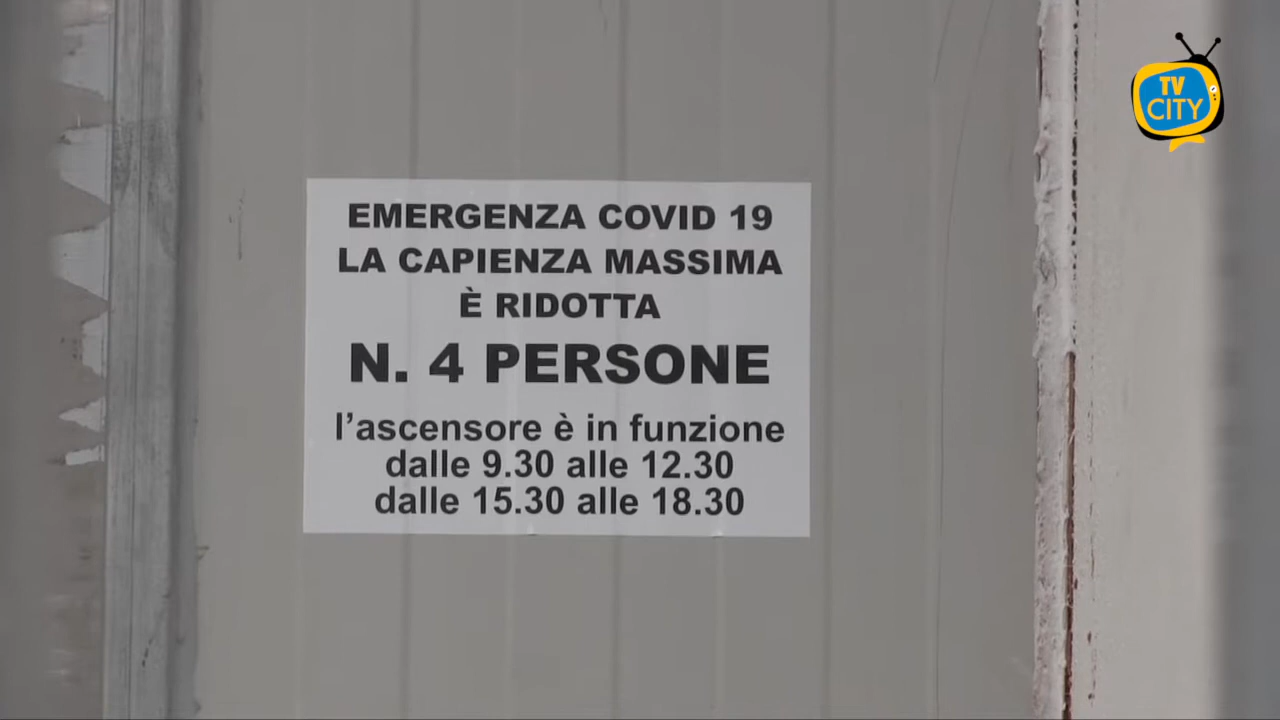 TV
CITY
EMERGENZA COVID 19
LA CAPIENZA MASSIMA
È RIDOTTA
N. 4 PERSONE
l'ascensore è in funzione
dalle 9.30 alle 12.30
dalle 15.30 alle 18.30